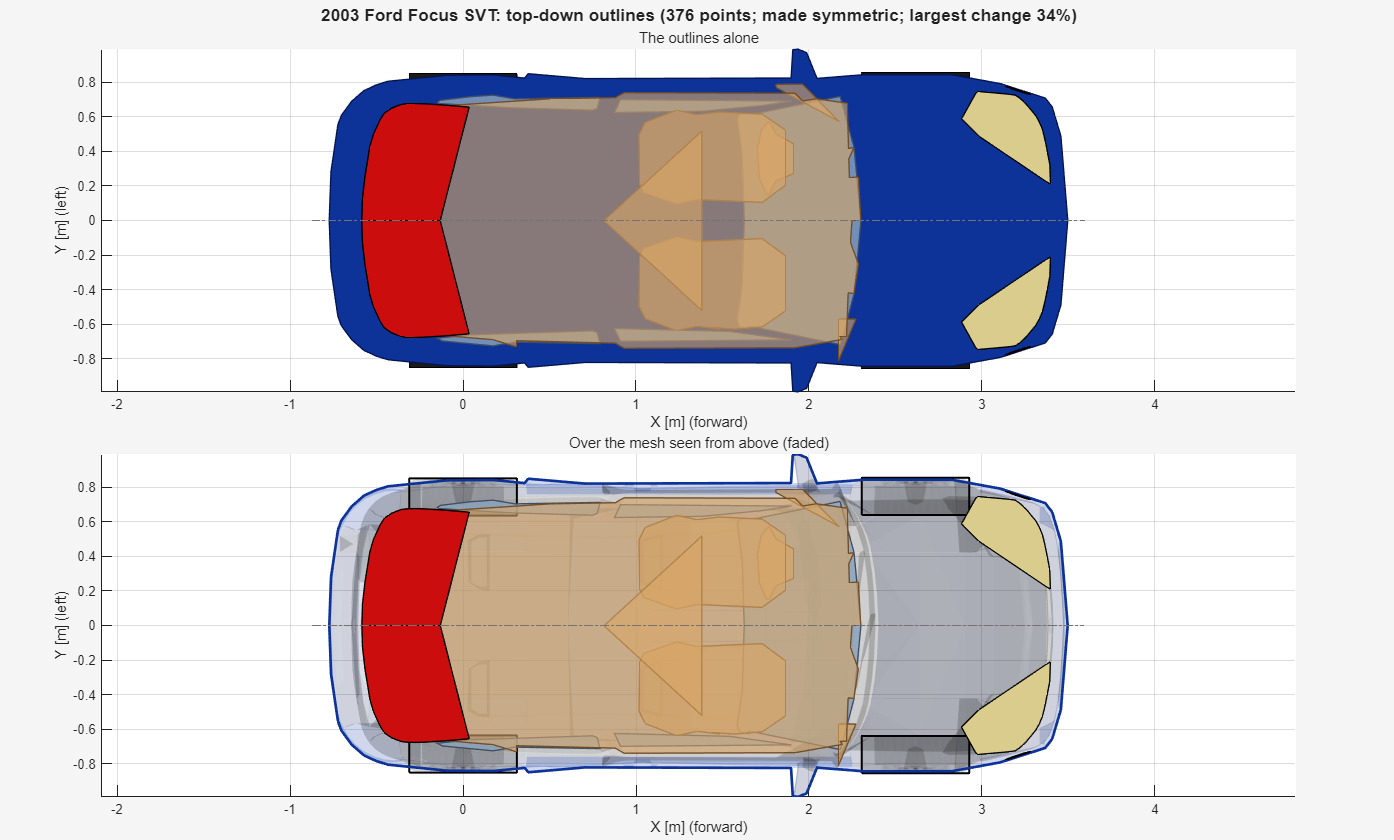 2003 Ford Focus SVT: top-down outlines (376 points; made symmetric; largest change 34%)
The outlines alone
0.8
0.6
0.4
0.2
0
-0.2
-0.4
-0.6
-0.8
Y [m] (left)
-2 -1 0 1 2 3 4
X [m] (forward)
Over the mesh seen from above (faded)
0.8
0.6
0.4
0.2
0
-0.2
-0.4
-0.6
-0.8
Y [m] (left)
-2 -1 0 1 2 3 4
X [m] (forward)